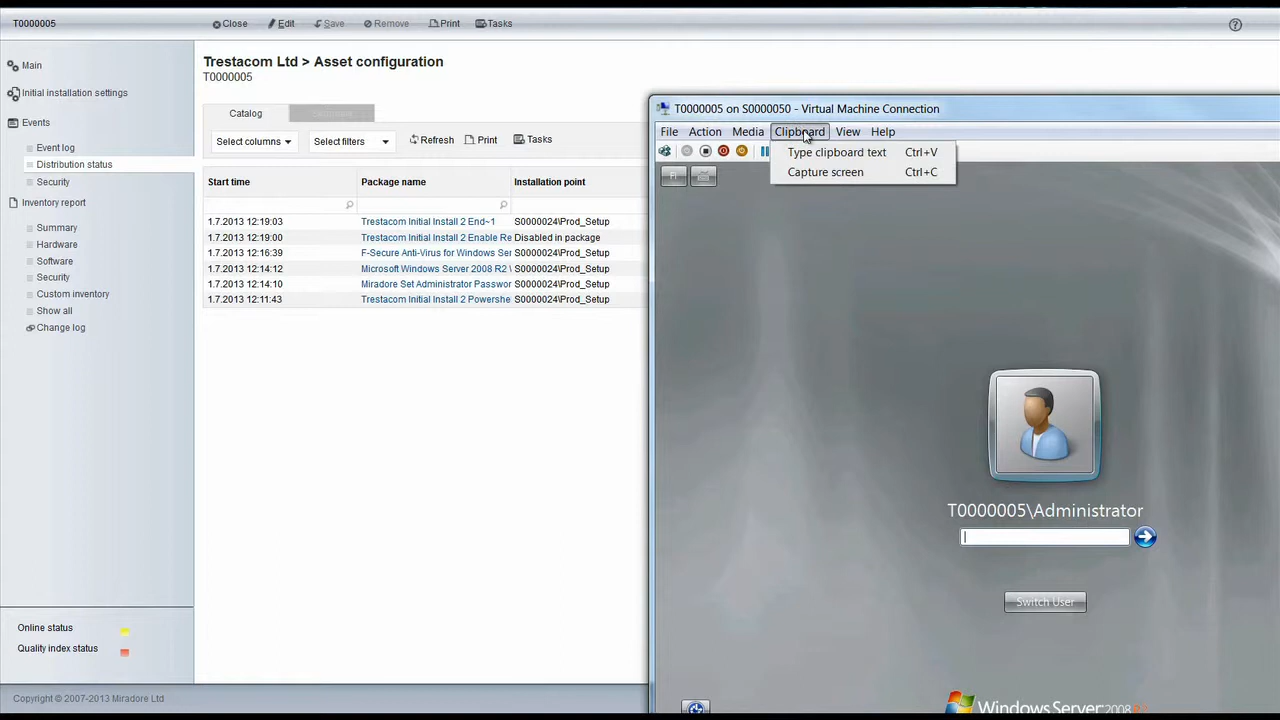 T0000005
Close Edit Save Remove Print Tasks
Main
Initial installation settings
Events
Event log
Distribution status
Security
Inventory report
Summary
Hardware
Software
Security
Custom inventory
Show all
Change log
Online status
Quality index status
Copyright © 2007-2013 Miradore Ltd
Trestacom Ltd > Asset configuration
T0000005
Catalog
Select columns Select filters Refresh Print Tasks
Start time Package name Installation point
1.7.2013 12:19:03 Trestacom Initial Install 2 End~1 S0000024\Prod_Setup
1.7.2013 12:19:00 Trestacom Initial Install 2 Enable Re Disabled in package
1.7.2013 12:16:39 F-Secure Anti-Virus for Windows Ser S0000024\Prod_Setup
1.7.2013 12:14:12 Microsoft Windows Server 2008 R2 \ S0000024\Prod_Setup
1.7.2013 12:14:10 Miradore Set Administrator Passwor S0000024\Prod_Setup
1.7.2013 12:11:43 Trestacom Initial Install 2 Powershe S0000024\Prod_Setup
T0000005 on S0000050 - Virtual Machine Connection
File Action Media Clipboard View Help
Type clipboard text Ctrl+V
Capture screen Ctrl+C
FI
T0000005\Administrator
Switch User
Windows Server 2008 R2